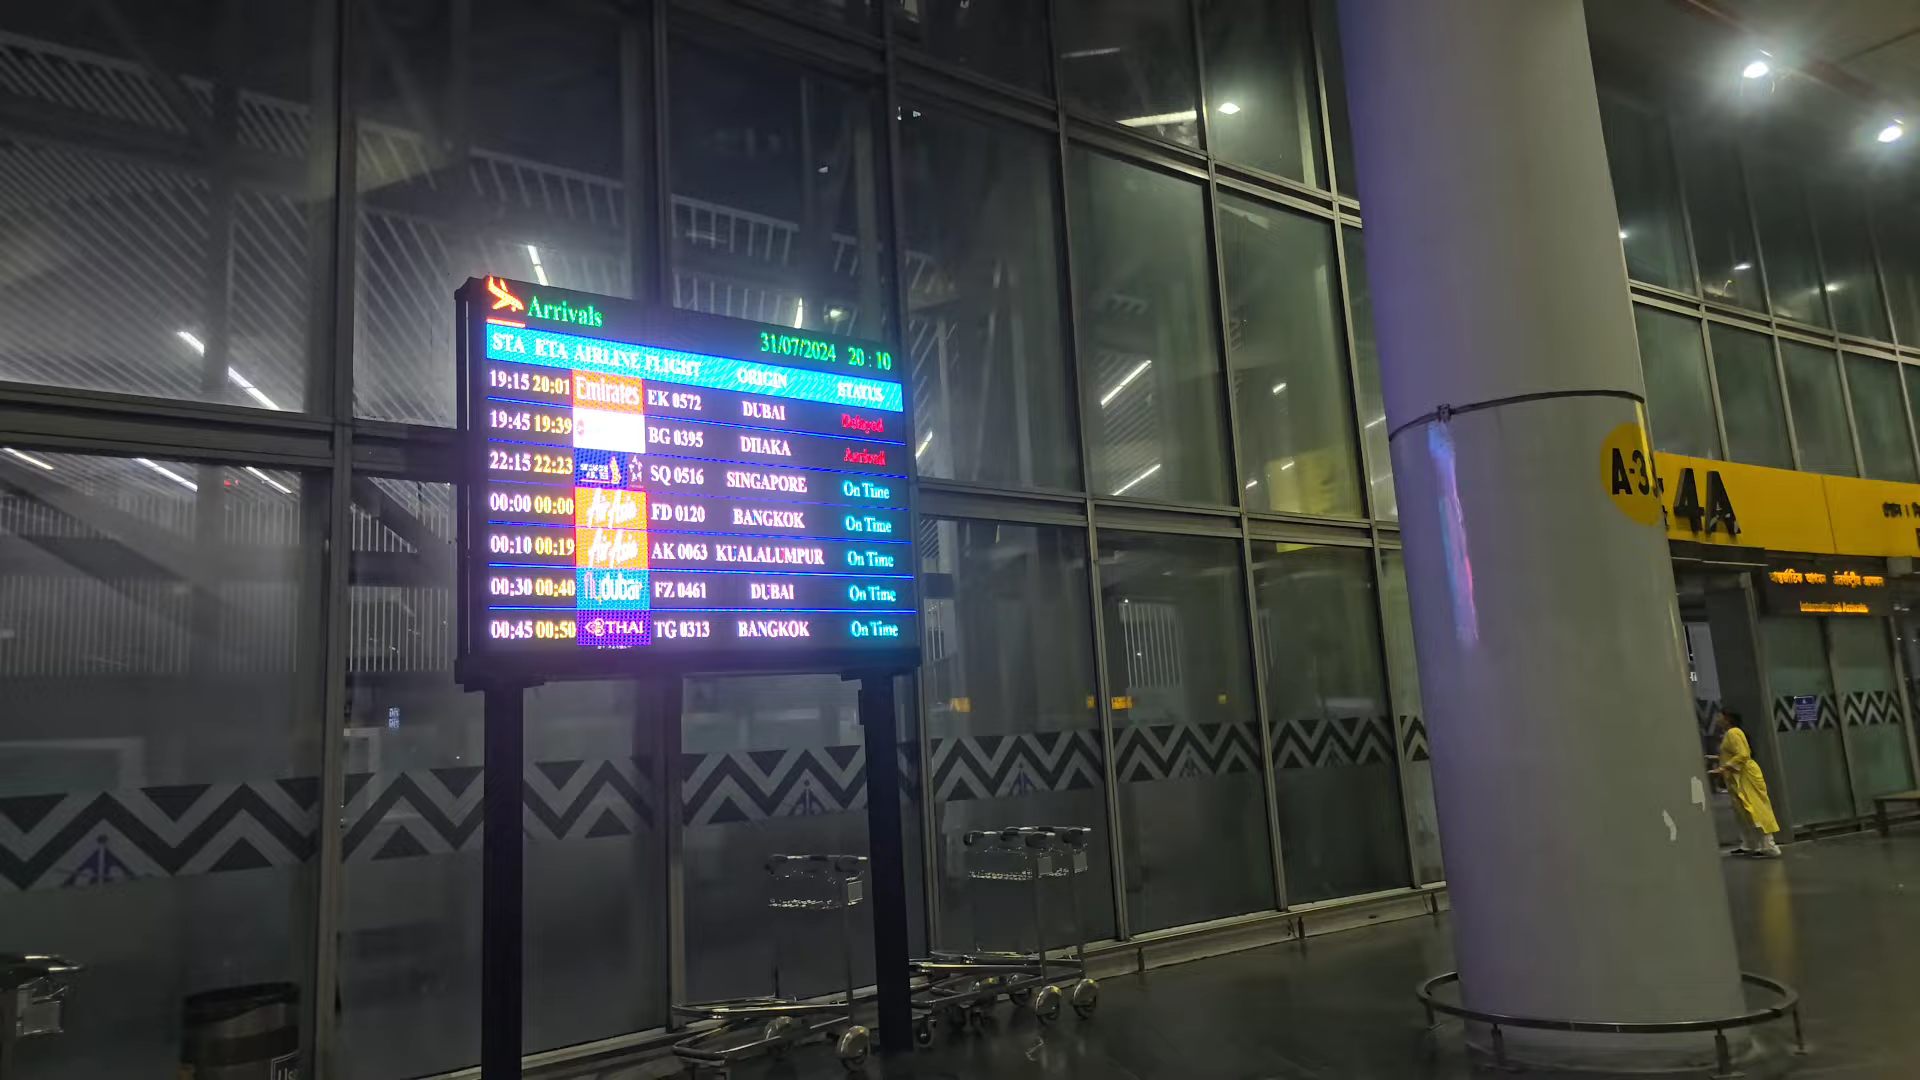 Arrivals
31/07/2024 20:10
STA ETA AIRLINE FLIGHT ORIGIN STATUS
19:15 20:01 Emirates EK 0572 DUBAI Delayed
19:45 19:39 BG 0395 DHAKA Arrival
22:15 22:23 SQ 0516 SINGAPORE On Time
00:00 00:00 AirAsia FD 0120 BANGKOK On Time
00:10 00:19 AirAsia AK 0063 KUALALUMPUR On Time
00:30 00:40 flydubai FZ 0461 DUBAI On Time
00:45 00:50 THAI TG 0313 BANGKOK On Time
A-33
4A
International Arrivals